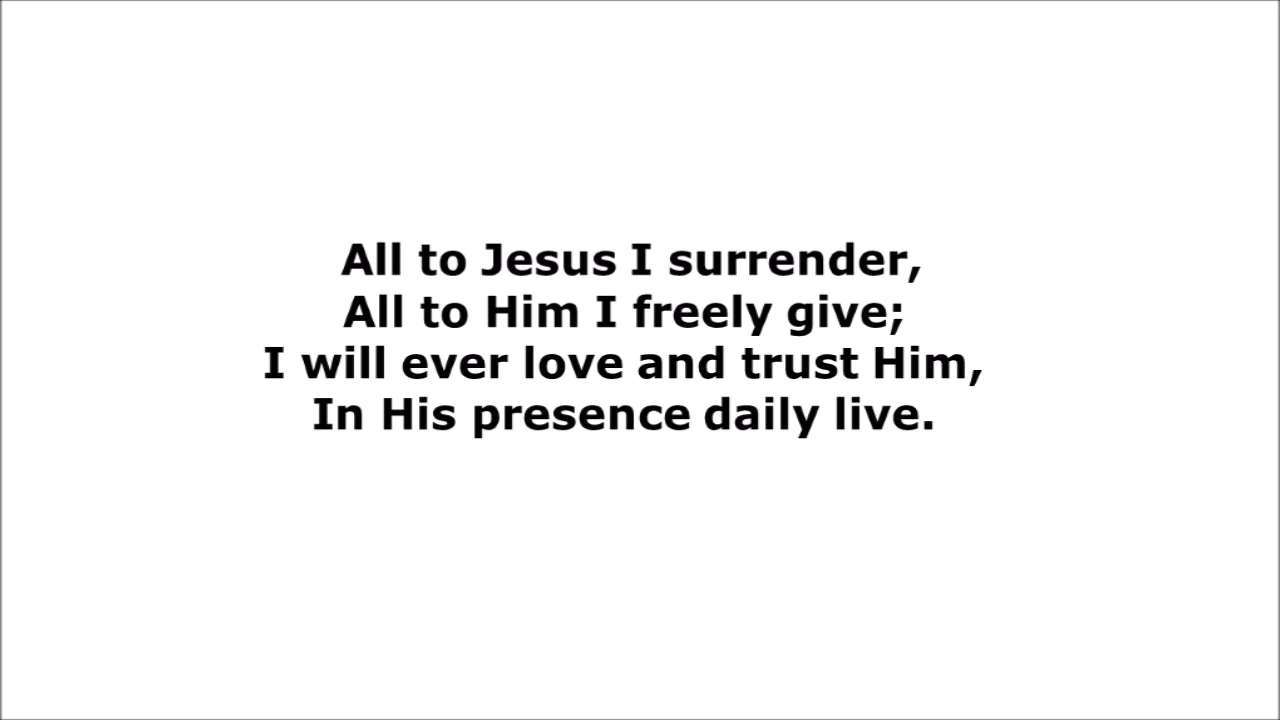 All to Jesus I surrender,
All to Him I freely give;
I will ever love and trust Him,
In His presence daily live.